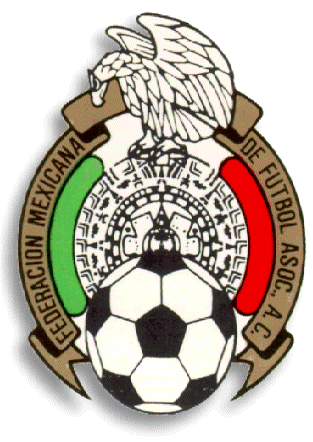 FEDERACION MEXICANA
DE FUTBOL ASOC., A.C.